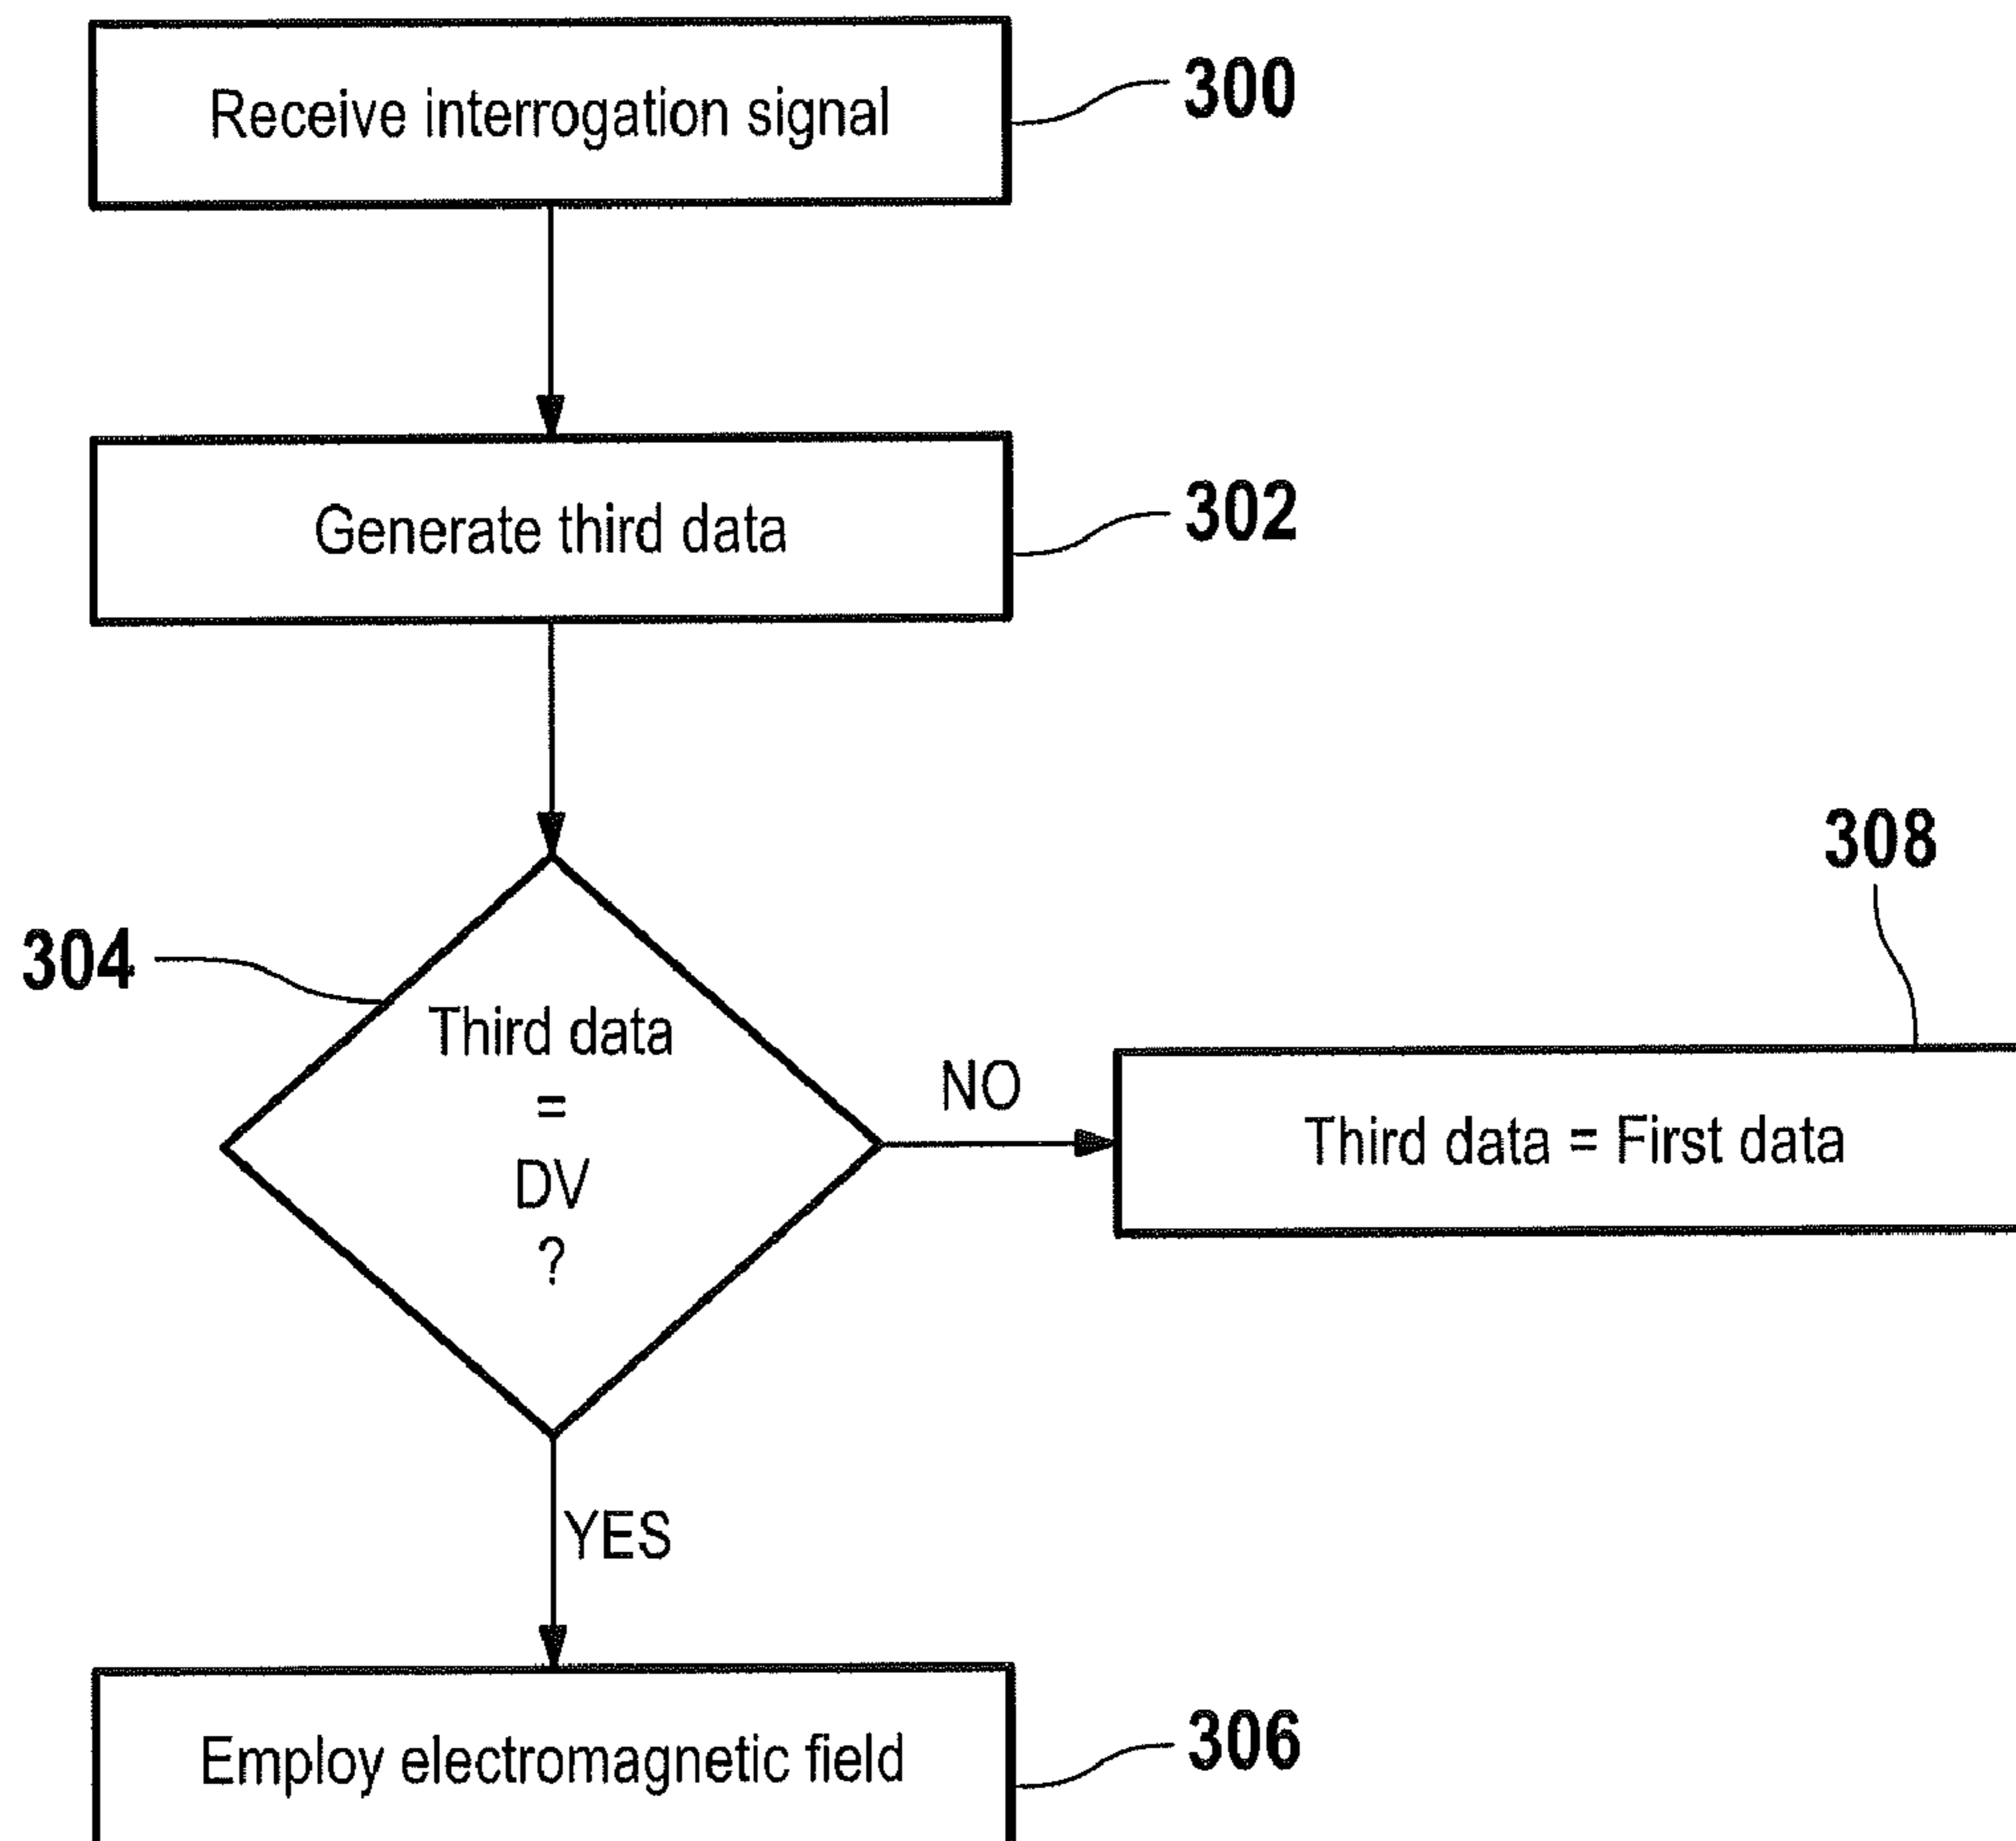 Receive interrogation signal
300
Generate third data
302
304
Third data
=
DV
?
NO
308
Third data = First data
YES
Employ electromagnetic field
306